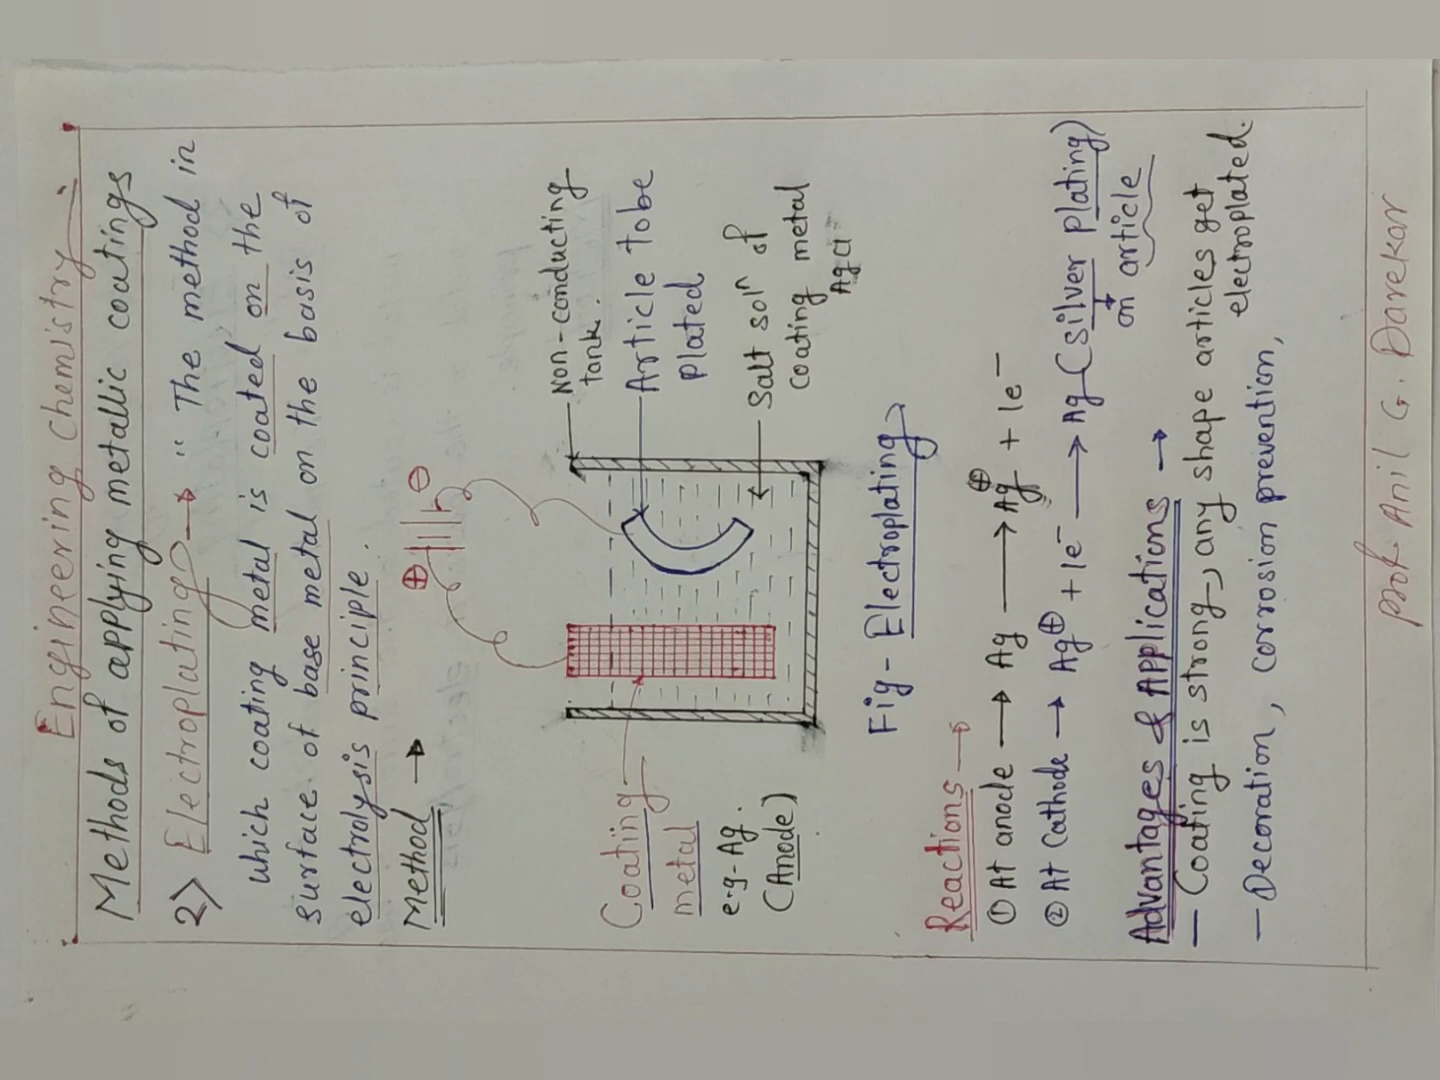 Engineering Chemistry
Methods of applying metallic coatings
2) Electroplating → " The method in
which coating metal is coated on the
surface of base metal on the basis of
electrolysis principle.
Method →
⊕ ⊖
Non-conducting
tank.
Article to be
plated
Salt solⁿ of
coating metal
AgCl
Coating
metal
e.g-Ag.
(Anode)
Fig - Electroplating
Reactions →
① At anode → Ag ⟶ Ag⊕ + 1e⁻
② At Cathode → Ag⊕ + 1e⁻ ⟶ Ag (silver plating)
on article
Advantages & Applications →
- Coating is strong, any shape articles get
electroplated.
- Decoration, corrosion prevention,
Prof. Anil G. Darekar